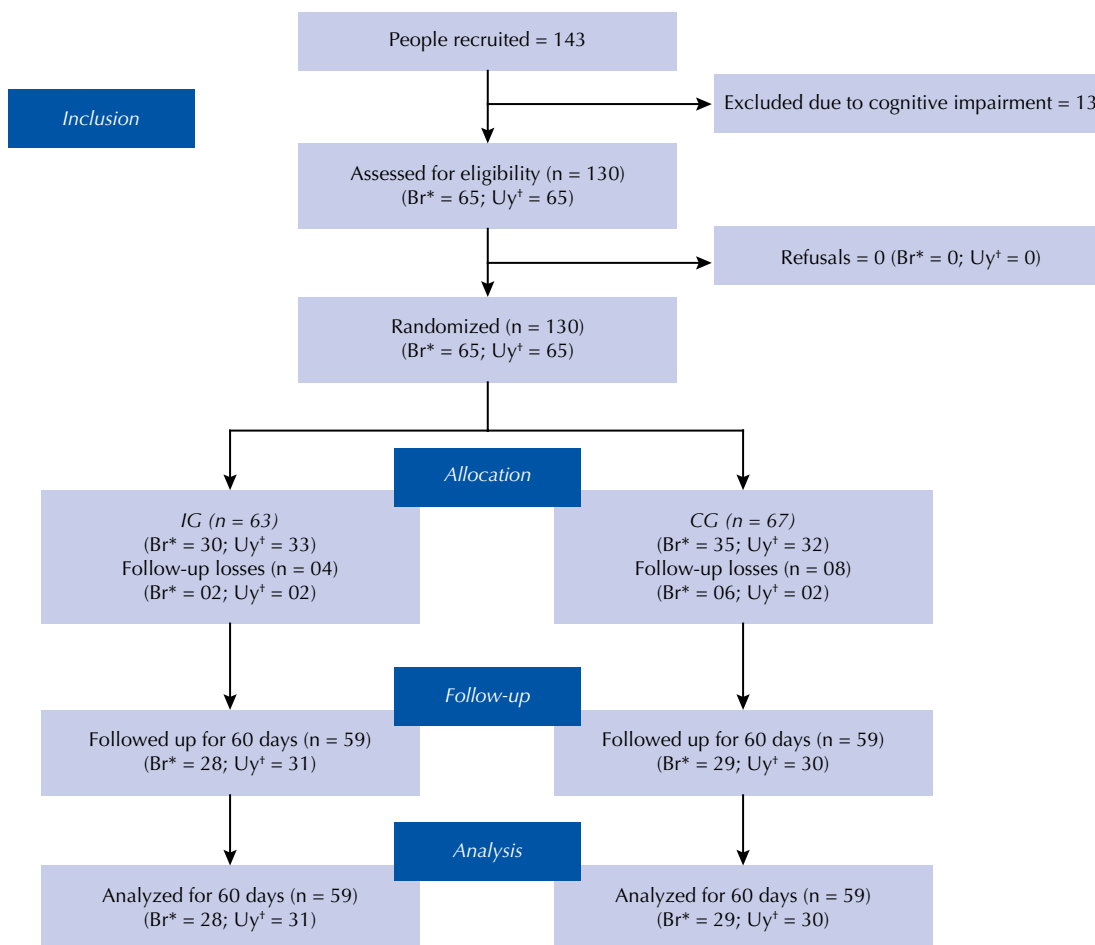 People recruited = 143
Inclusion
Excluded due to cognitive impairment = 13
Assessed for eligibility (n = 130)
(Br* = 65; Uy† = 65)
Refusals = 0 (Br* = 0; Uy† = 0)
Randomized (n = 130)
(Br* = 65; Uy† = 65)
Allocation
IG (n = 63)
(Br* = 30; Uy† = 33)
Follow-up losses (n = 04)
(Br* = 02; Uy† = 02)
CG (n = 67)
(Br* = 35; Uy† = 32)
Follow-up losses (n = 08)
(Br* = 06; Uy† = 02)
Follow-up
Followed up for 60 days (n = 59)
(Br* = 28; Uy† = 31)
Followed up for 60 days (n = 59)
(Br* = 29; Uy† = 30)
Analysis
Analyzed for 60 days (n = 59)
(Br* = 28; Uy† = 31)
Analyzed for 60 days (n = 59)
(Br* = 29; Uy† = 30)